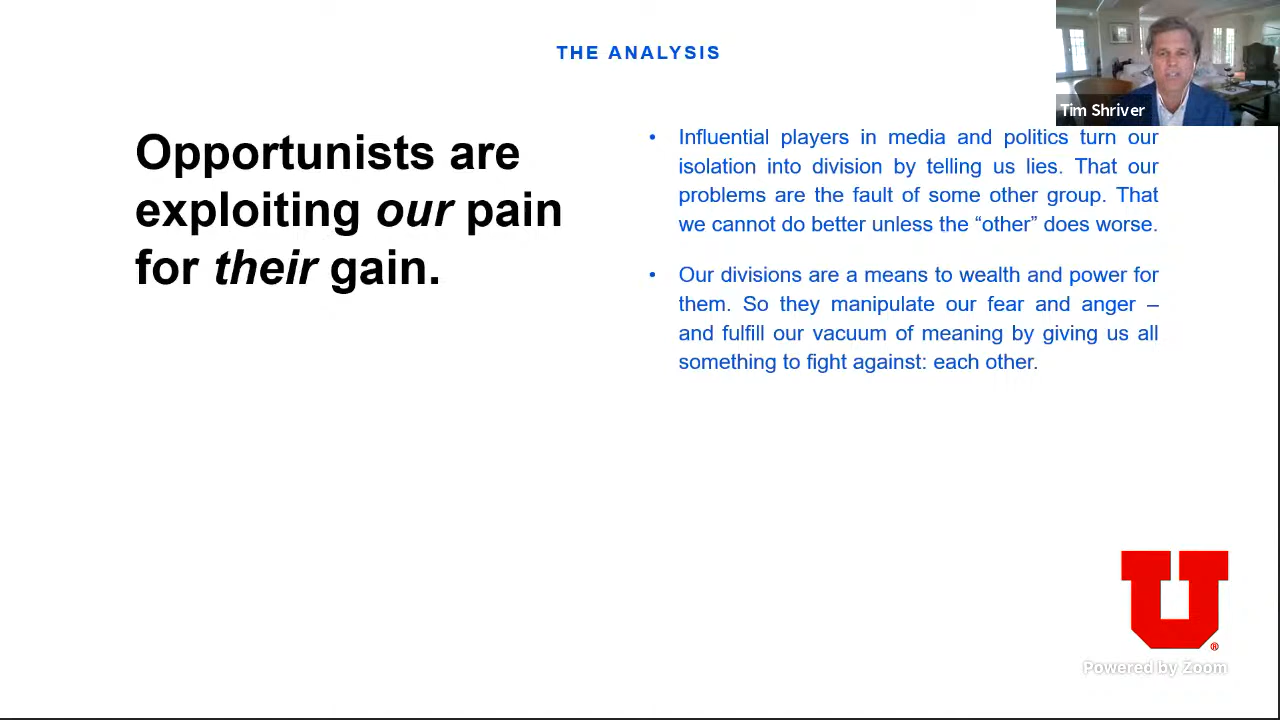 THE ANALYSIS
Tim Shriver
Opportunists are
exploiting our pain
for their gain.
• Influential players in media and politics turn our
isolation into division by telling us lies. That our
problems are the fault of some other group. That
we cannot do better unless the “other” does worse.
• Our divisions are a means to wealth and power for
them. So they manipulate our fear and anger –
and fulfill our vacuum of meaning by giving us all
something to fight against: each other.
U
®
Powered by Zoom